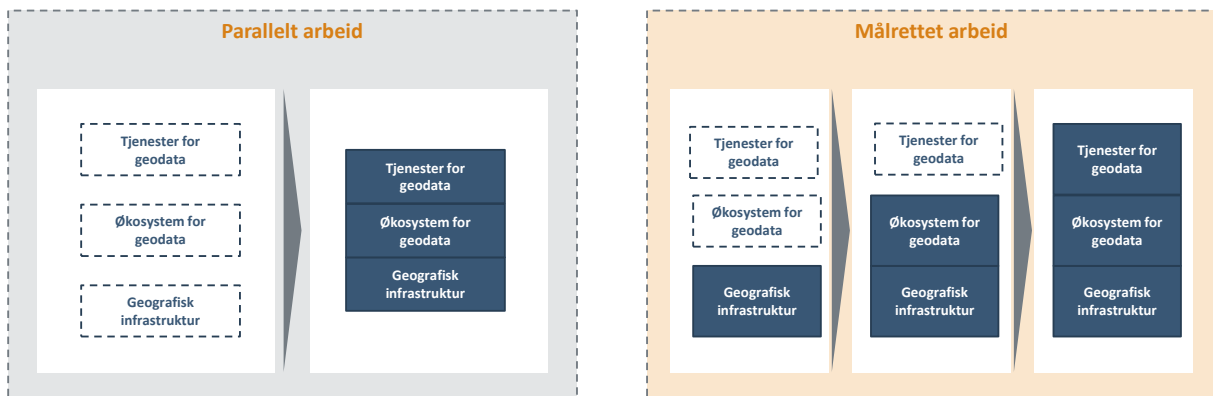 Parallelt arbeid
Tjenester for
geodata
Økosystem for
geodata
Geografisk
infrastruktur
Tjenester for
geodata
Økosystem for
geodata
Geografisk
infrastruktur
Målrettet arbeid
Tjenester for
geodata
Økosystem for
geodata
Geografisk
infrastruktur
Tjenester for
geodata
Økosystem for
geodata
Geografisk
infrastruktur
Tjenester for
geodata
Økosystem for
geodata
Geografisk
infrastruktur